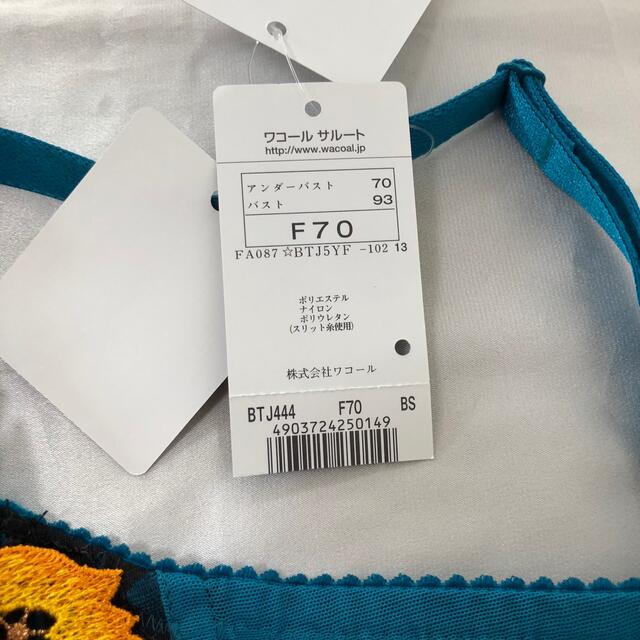 ワコール サルート
http://www.wacoal.jp
アンダーバスト 70
バスト 93
F70
FA087☆BTJ5YF -102 13
ポリエステル
ナイロン
ポリウレタン
(スリット糸使用)
株式会社ワコール
BTJ444 F70 BS
4903724250149